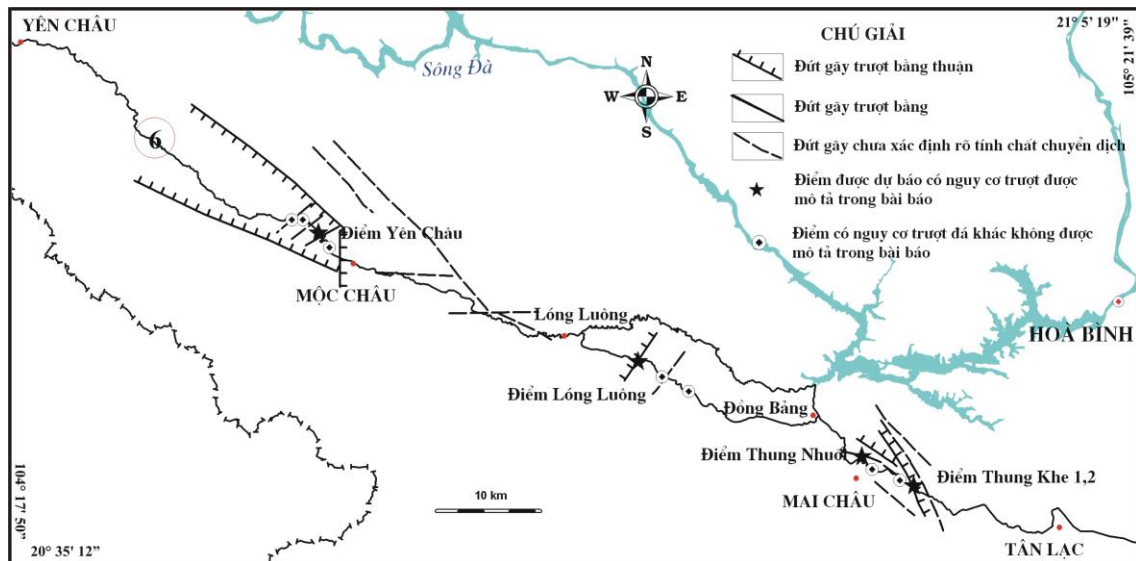 YÊN CHÂU
Sông Đà
N
W E
S
6
CHÚ GIẢI
Đứt gãy trượt bằng thuận
Đứt gãy trượt bằng
Đứt gãy chưa xác định rõ tính chất chuyển dịch
Điểm được dự báo có nguy cơ trượt được
mô tả trong bài báo
Điểm có nguy cơ trượt đá khác không được
mô tả trong bài báo
21° 5' 19"
105° 21' 39"
Điểm Yên Châu
MỘC CHÂU
Lóng Luông
HOÀ BÌNH
Điểm Lóng Luông
Đồng Bảng
Điểm Thung Nhuối
Điểm Thung Khe 1,2
MAI CHÂU
10 km
TÂN LẠC
104° 17' 50"
20° 35' 12”